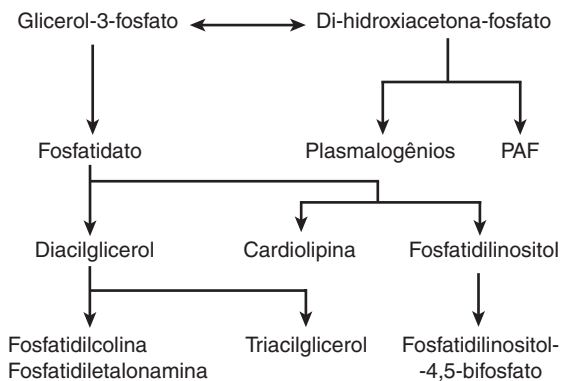 Glicerol-3-fosfato
Di-hidroxiacetona-fosfato
Fosfatidato
Plasmalogênios
PAF
Diacilglicerol
Cardiolipina
Fosfatidilinositol
Fosfatidilcolina
Fosfatidiletalonamina
Triacilglicerol
Fosfatidilinositol-
-4,5-bifosfato